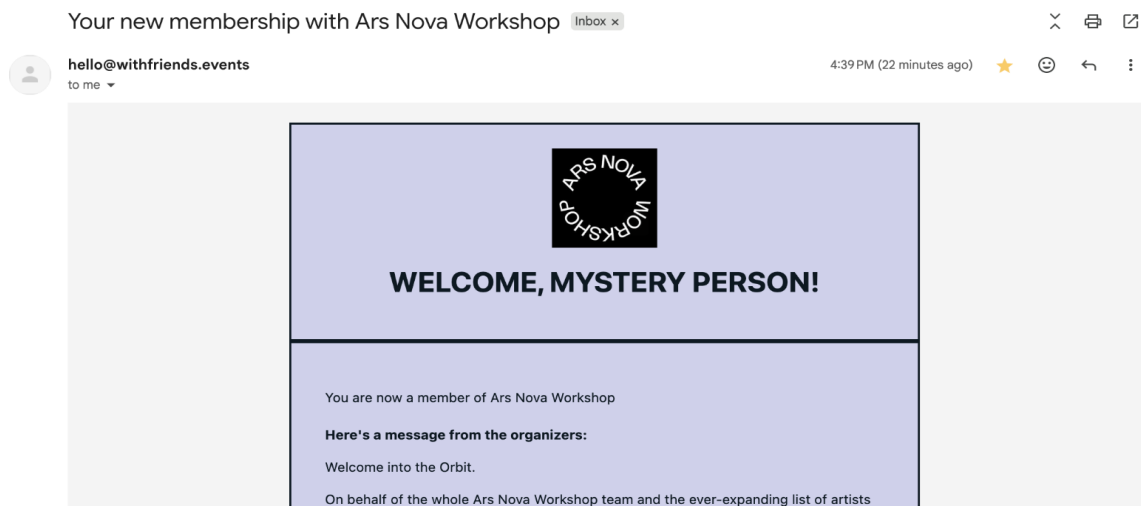 Your new membership with Ars Nova Workshop Inbox ×
hello@withfriends.events
4:39 PM (22 minutes ago)
to me
ARS NOVA WORKSHOP
WELCOME, MYSTERY PERSON!
You are now a member of Ars Nova Workshop
Here's a message from the organizers:
Welcome into the Orbit.
On behalf of the whole Ars Nova Workshop team and the ever-expanding list of artists